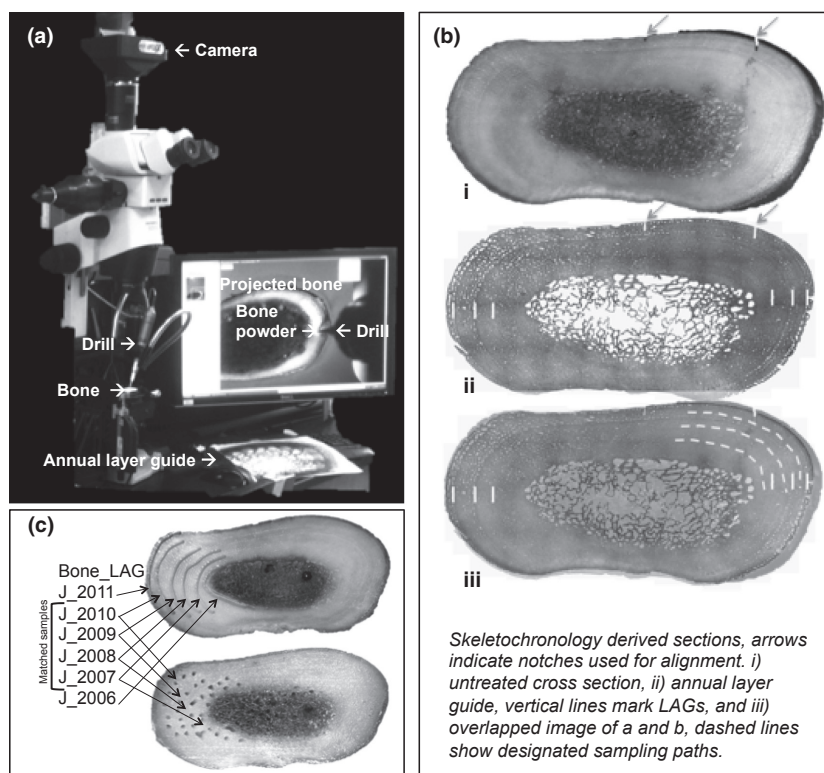 (a)
← Camera
Projected bone
Bone
powder→
←Drill
Drill→
Bone →
Annual layer guide →
(b)
i
ii
iii
Skeletochronology derived sections, arrows
indicate notches used for alignment. i)
untreated cross section, ii) annual layer
guide, vertical lines mark LAGs, and iii)
overlapped image of a and b, dashed lines
show designated sampling paths.
(c)
Bone_LAG
J_2011
J_2010
J_2009
J_2008
J_2007
J_2006
Matched samples